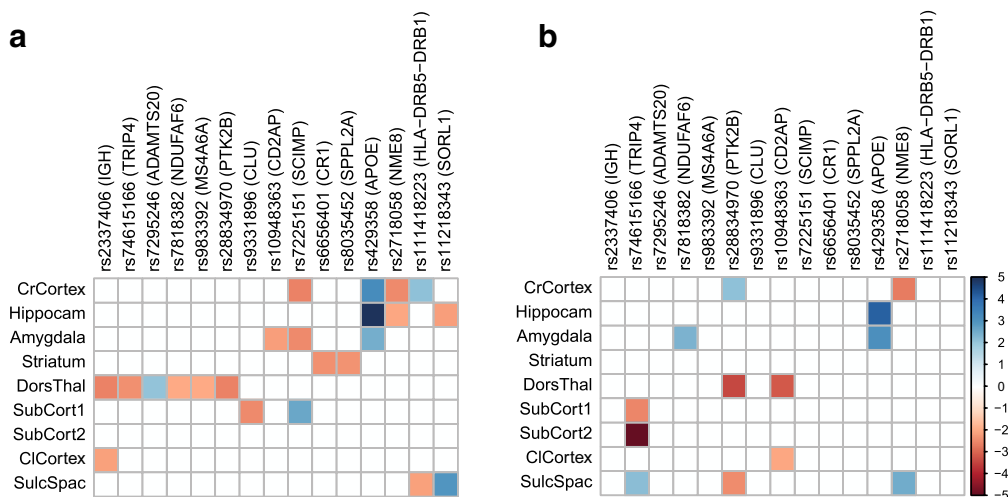 a
rs2337406 (IGH)
rs74615166 (TRIP4)
rs7295246 (ADAMTS20)
rs7818382 (NDUFAF6)
rs983392 (MS4A6A)
rs28834970 (PTK2B)
rs9331896 (CLU)
rs10948363 (CD2AP)
rs7225151 (SCIMP)
rs6656401 (CR1)
rs8035452 (SPPL2A)
rs429358 (APOE)
rs2718058 (NME8)
rs111418223 (HLA−DRB5−DRB1)
rs11218343 (SORL1)
CrCortex
Hippocam
Amygdala
Striatum
DorsThal
SubCort1
SubCort2
ClCortex
SulcSpac
b
rs2337406 (IGH)
rs74615166 (TRIP4)
rs7295246 (ADAMTS20)
rs7818382 (NDUFAF6)
rs983392 (MS4A6A)
rs28834970 (PTK2B)
rs9331896 (CLU)
rs10948363 (CD2AP)
rs7225151 (SCIMP)
rs6656401 (CR1)
rs8035452 (SPPL2A)
rs429358 (APOE)
rs2718058 (NME8)
rs111418223 (HLA−DRB5−DRB1)
rs11218343 (SORL1)
CrCortex
Hippocam
Amygdala
Striatum
DorsThal
SubCort1
SubCort2
ClCortex
SulcSpac
5
4
3
2
1
0
−1
−2
−3
−4
−5